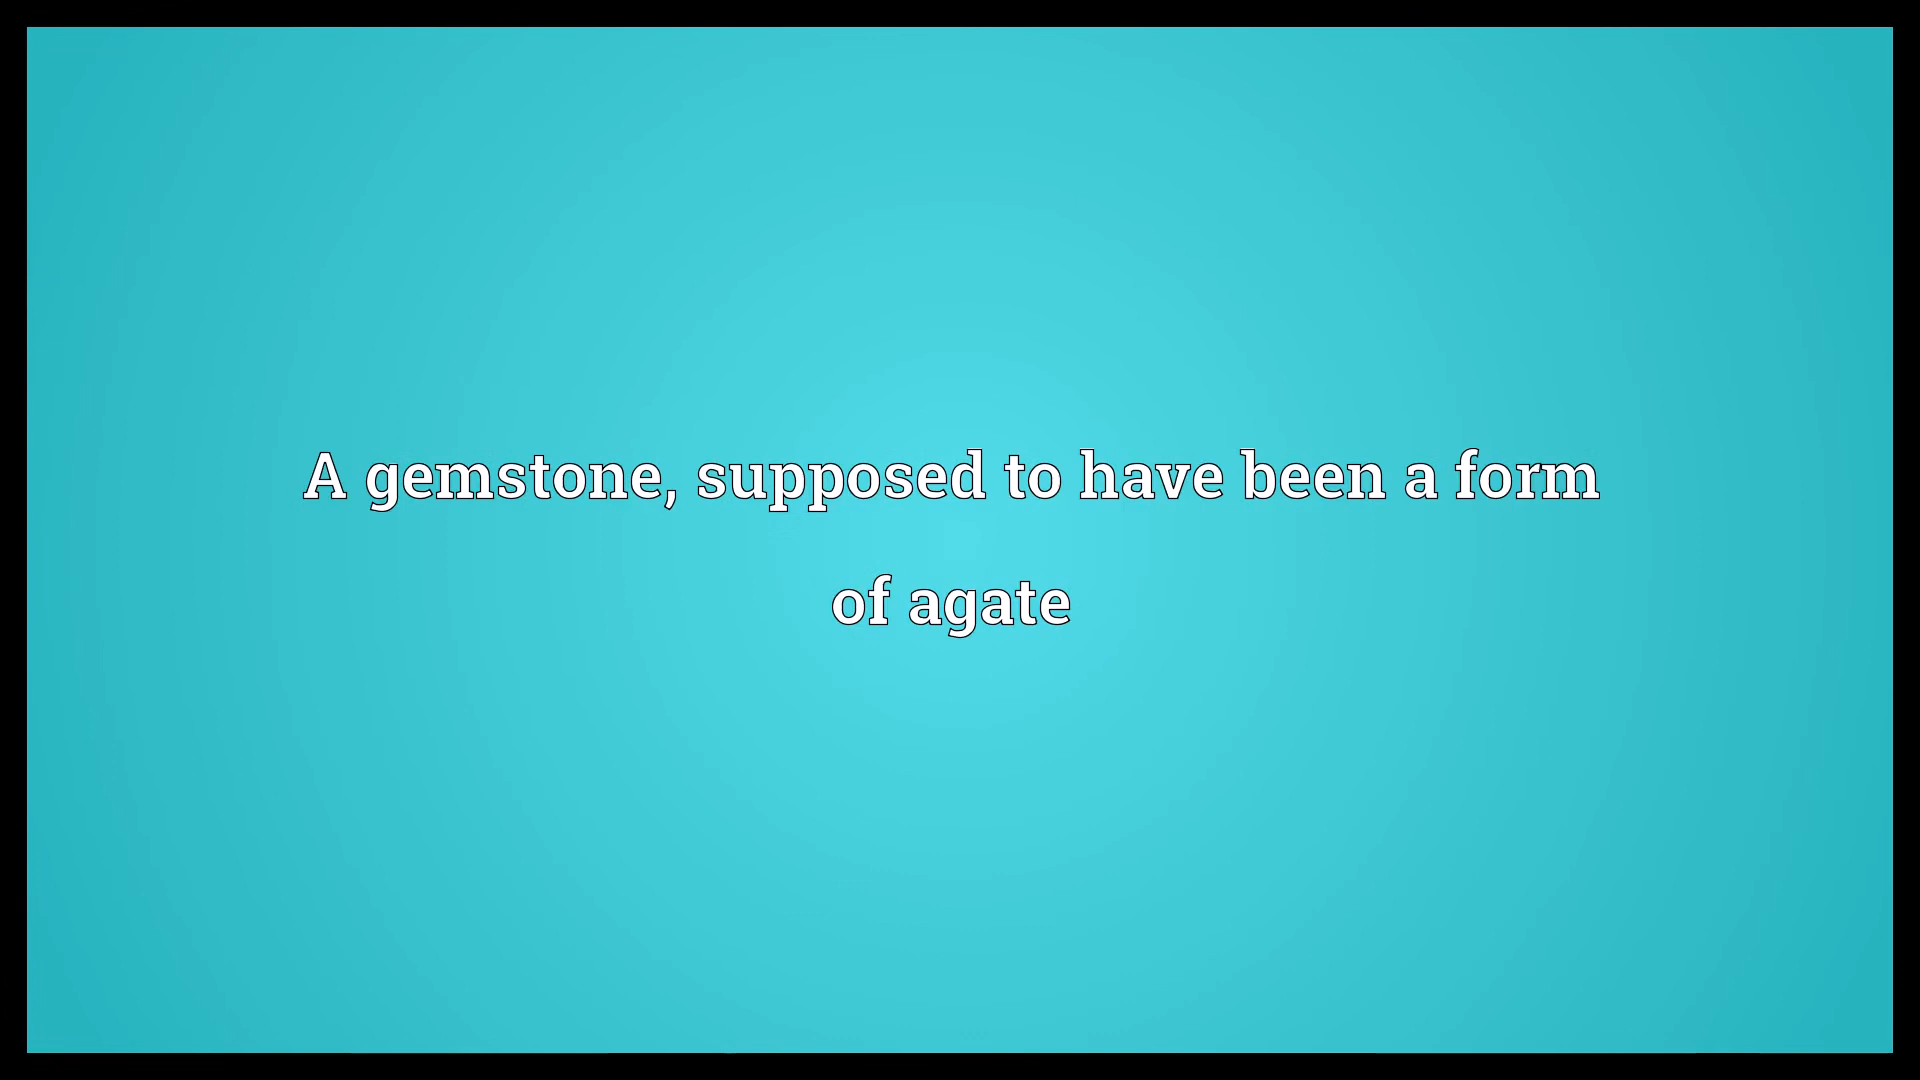 A gemstone, supposed to have been a form
of agate